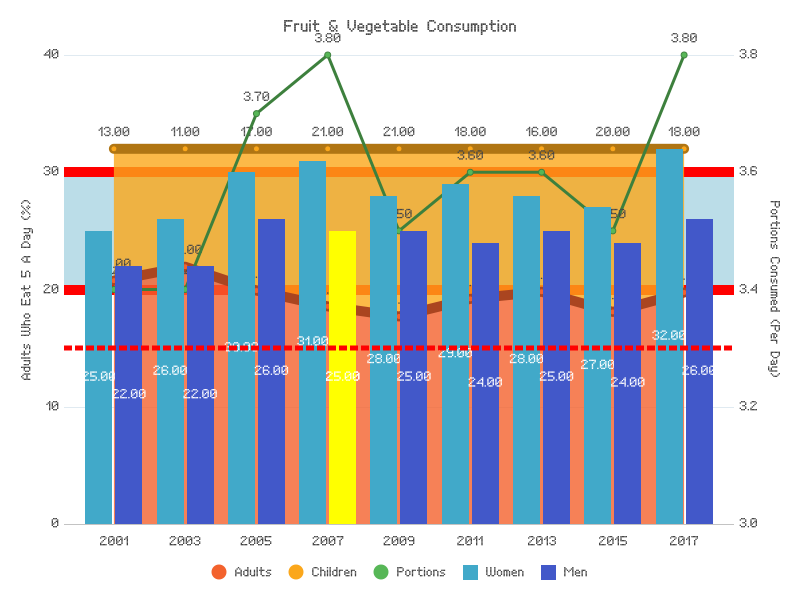 Fruit & Vegetable Consumption
3.80 3.80
40 3.8
3.70
13.00 11.00 17.00 21.00 21.00 18.00 16.00 20.00 18.00
3.60 3.60
30 3.6
Adults Who Eat 5 A Day (%)
Portions Consumed (Per Day)
20 3.4
31.00 32.00
28.00 29.00 28.00
25.00 26.00 26.00 25.00 25.00 25.00 27.00 26.00
22.00 22.00 24.00 24.00
10 3.2
0 3.0
2001 2003 2005 2007 2009 2011 2013 2015 2017
Adults Children Portions Women Men